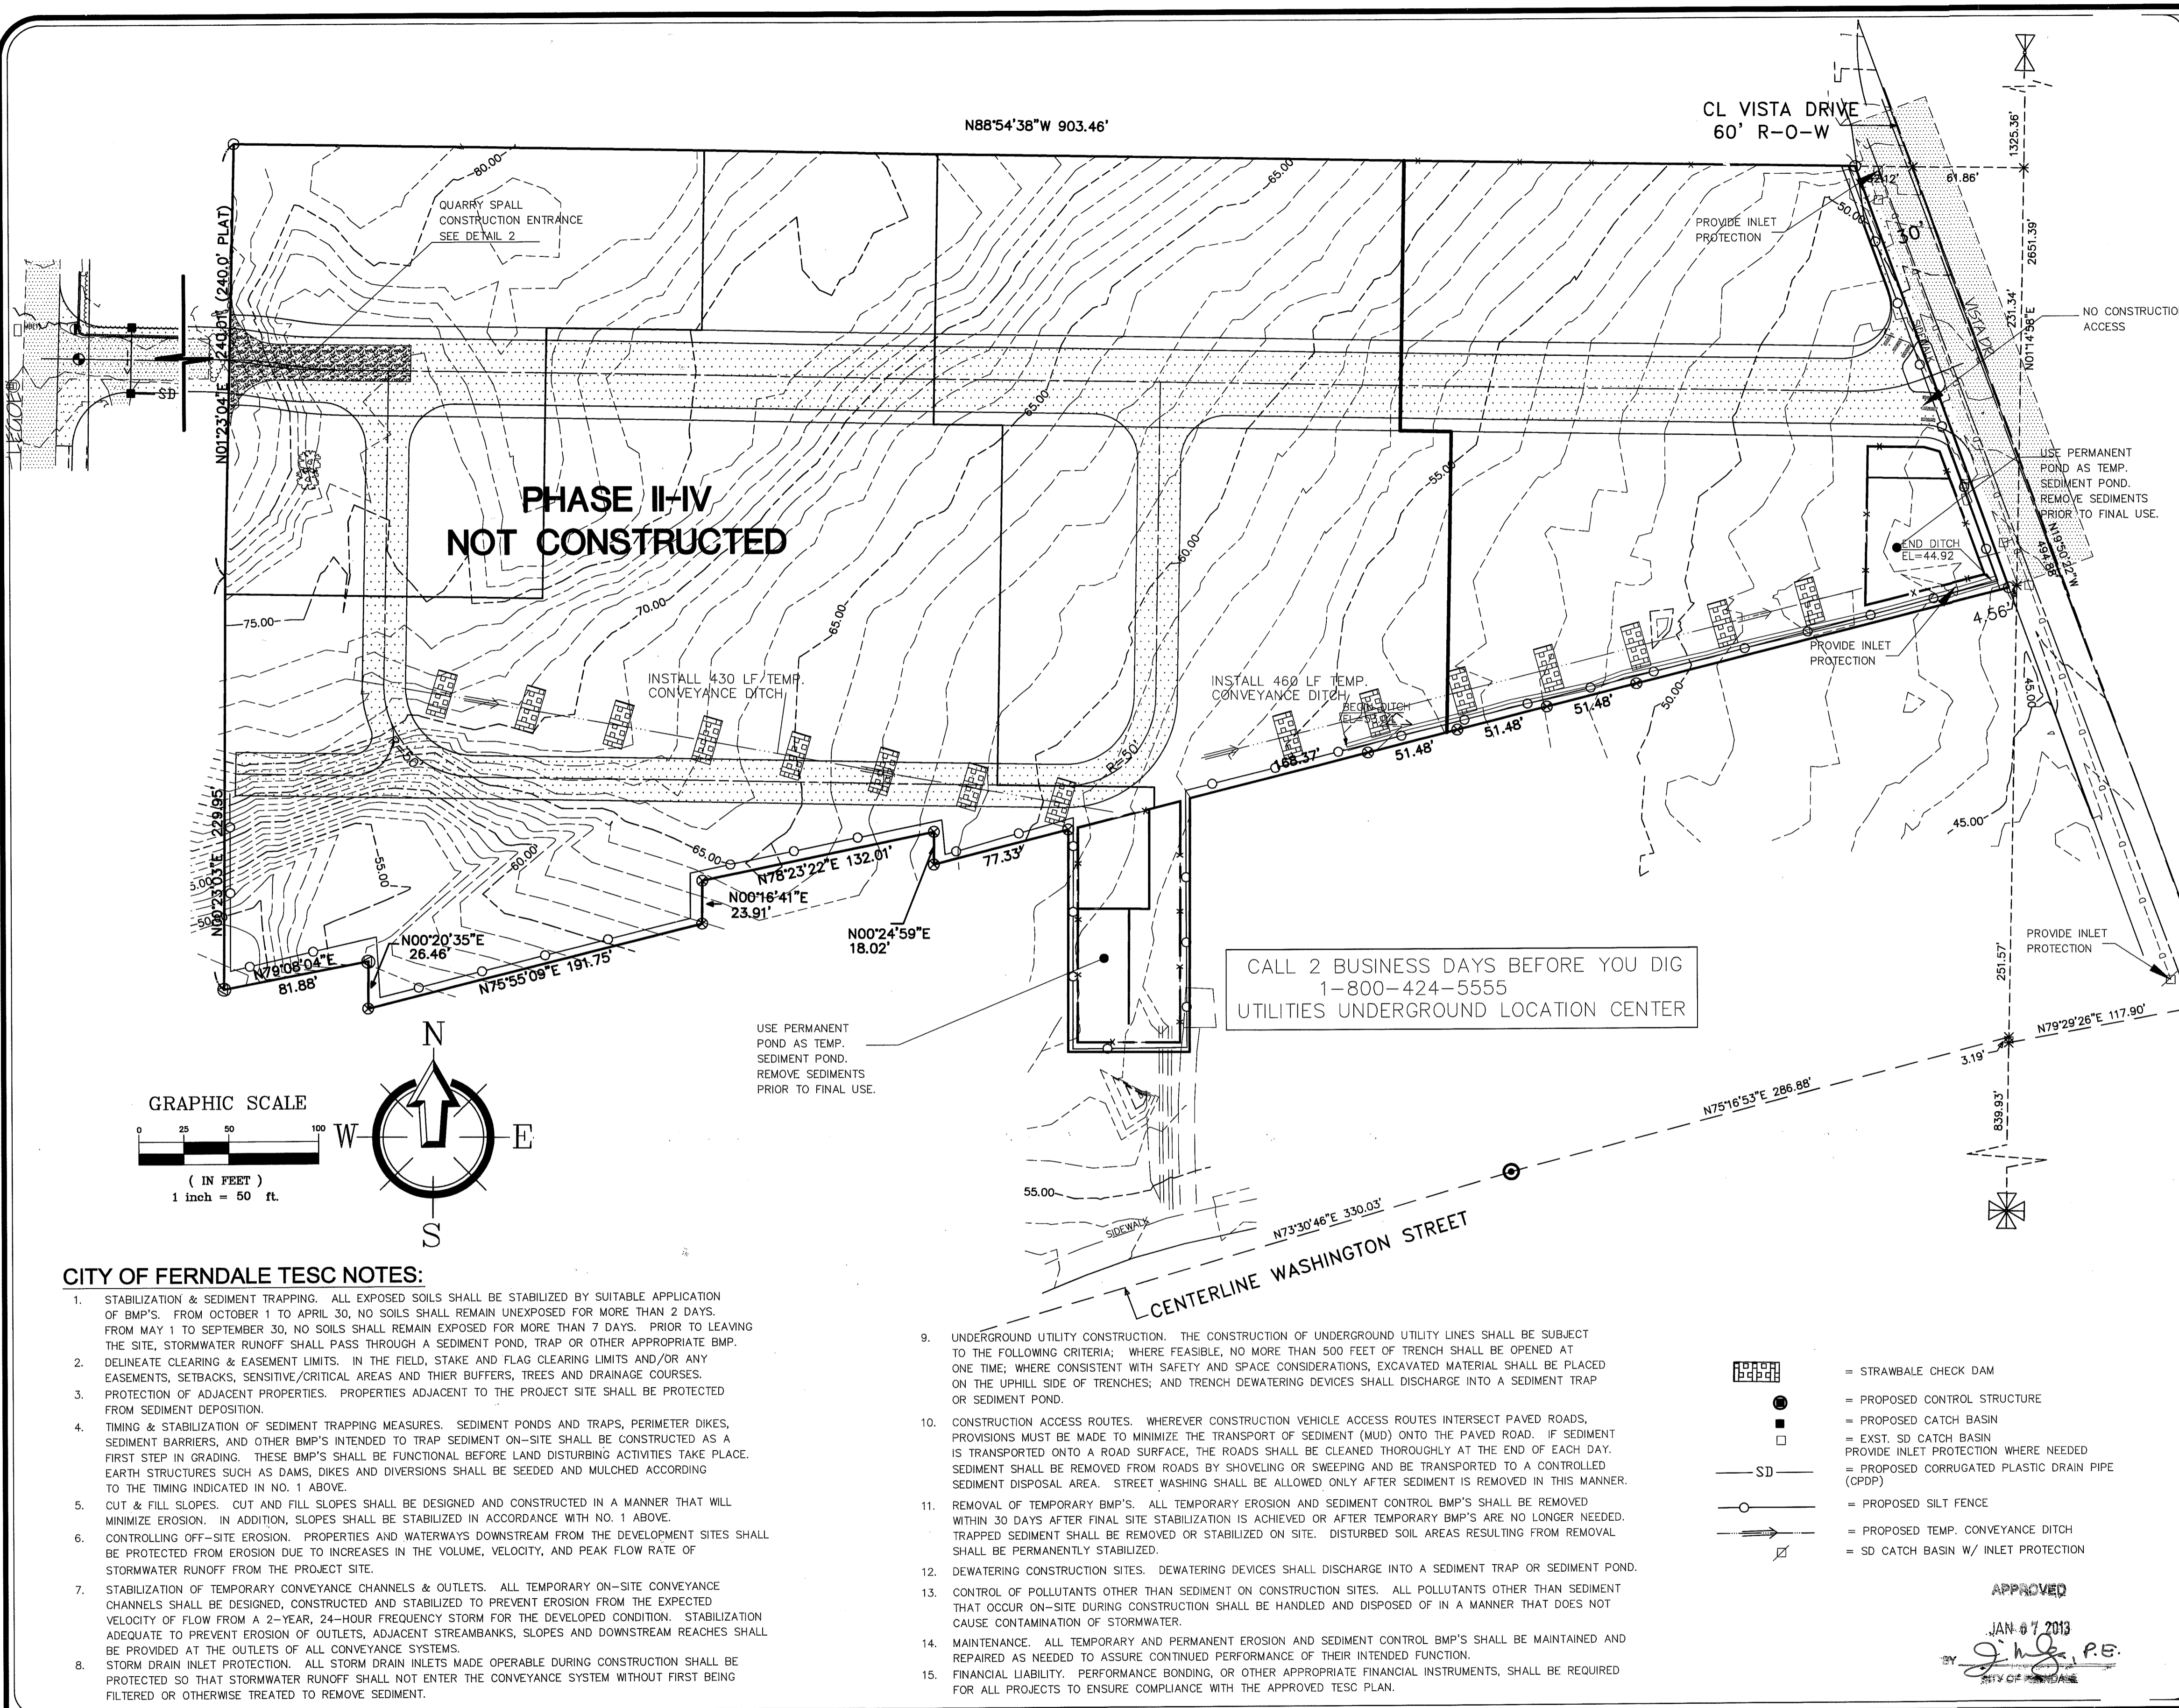 N88°54'38"W 903.46'
CL VISTA DRIVE
60' R-O-W
1325.36'
61.86'
80.00
65.00
50.00
30'
QUARRY SPALL
CONSTRUCTION ENTRANCE
SEE DETAIL 2
PROVIDE INLET
PROTECTION
2651.39'
231.34'
N01°14'58"E
VISTA DR
NO CONSTRUCTIO
ACCESS
N01°23'04"E 240.01' (240.0' PLAT)
SD
65.00
55.00
60.00
PHASE II-IV
NOT CONSTRUCTED
USE PERMANENT
POND AS TEMP.
SEDIMENT POND.
REMOVE SEDIMENTS
PRIOR TO FINAL USE.
END DITCH
EL=44.92
N19°50'22"W
494.88'
4.56'
75.00
70.00
65.00
PROVIDE INLET
PROTECTION
INSTALL 430 LF TEMP.
CONVEYANCE DITCH
INSTALL 460 LF TEMP.
CONVEYANCE DITCH
BEGIN DITCH
50.00
45.00
R=50'
R=50'
168.37'
51.48'
51.48'
51.48'
45.00
N00°23'03"E 229.95'
5.00
50
55.00
60.00
65.00
N78°23'22"E 132.01'
77.33'
N00°16'41"E
23.91'
N00°24'59"E
18.02'
N00°20'35"E
26.46'
N79°08'04"E
81.88'
N75°55'09"E 191.75'
CALL 2 BUSINESS DAYS BEFORE YOU DIG
1-800-424-5555
UTILITIES UNDERGROUND LOCATION CENTER
PROVIDE INLET
PROTECTION
251.57'
N79°29'26"E 117.90'
3.19'
USE PERMANENT
POND AS TEMP.
SEDIMENT POND.
REMOVE SEDIMENTS
PRIOR TO FINAL USE.
N75°16'53"E 286.88'
839.93'
GRAPHIC SCALE
0 25 50 100
( IN FEET )
1 inch = 50 ft.
N
W E
S
55.00
SIDEWALK
N73°30'46"E 330.03'
CENTERLINE WASHINGTON STREET
CITY OF FERNDALE TESC NOTES:
1. STABILIZATION & SEDIMENT TRAPPING. ALL EXPOSED SOILS SHALL BE STABILIZED BY SUITABLE APPLICATION
OF BMP'S. FROM OCTOBER 1 TO APRIL 30, NO SOILS SHALL REMAIN UNEXPOSED FOR MORE THAN 2 DAYS.
FROM MAY 1 TO SEPTEMBER 30, NO SOILS SHALL REMAIN EXPOSED FOR MORE THAN 7 DAYS. PRIOR TO LEAVING
THE SITE, STORMWATER RUNOFF SHALL PASS THROUGH A SEDIMENT POND, TRAP OR OTHER APPROPRIATE BMP.
2. DELINEATE CLEARING & EASEMENT LIMITS. IN THE FIELD, STAKE AND FLAG CLEARING LIMITS AND/OR ANY
EASEMENTS, SETBACKS, SENSITIVE/CRITICAL AREAS AND THIER BUFFERS, TREES AND DRAINAGE COURSES.
3. PROTECTION OF ADJACENT PROPERTIES. PROPERTIES ADJACENT TO THE PROJECT SITE SHALL BE PROTECTED
FROM SEDIMENT DEPOSITION.
4. TIMING & STABILIZATION OF SEDIMENT TRAPPING MEASURES. SEDIMENT PONDS AND TRAPS, PERIMETER DIKES,
SEDIMENT BARRIERS, AND OTHER BMP'S INTENDED TO TRAP SEDIMENT ON-SITE SHALL BE CONSTRUCTED AS A
FIRST STEP IN GRADING. THESE BMP'S SHALL BE FUNCTIONAL BEFORE LAND DISTURBING ACTIVITIES TAKE PLACE.
EARTH STRUCTURES SUCH AS DAMS, DIKES AND DIVERSIONS SHALL BE SEEDED AND MULCHED ACCORDING
TO THE TIMING INDICATED IN NO. 1 ABOVE.
5. CUT & FILL SLOPES. CUT AND FILL SLOPES SHALL BE DESIGNED AND CONSTRUCTED IN A MANNER THAT WILL
MINIMIZE EROSION. IN ADDITION, SLOPES SHALL BE STABILIZED IN ACCORDANCE WITH NO. 1 ABOVE.
6. CONTROLLING OFF-SITE EROSION. PROPERTIES AND WATERWAYS DOWNSTREAM FROM THE DEVELOPMENT SITES SHALL
BE PROTECTED FROM EROSION DUE TO INCREASES IN THE VOLUME, VELOCITY, AND PEAK FLOW RATE OF
STORMWATER RUNOFF FROM THE PROJECT SITE.
7. STABILIZATION OF TEMPORARY CONVEYANCE CHANNELS & OUTLETS. ALL TEMPORARY ON-SITE CONVEYANCE
CHANNELS SHALL BE DESIGNED, CONSTRUCTED AND STABILIZED TO PREVENT EROSION FROM THE EXPECTED
VELOCITY OF FLOW FROM A 2-YEAR, 24-HOUR FREQUENCY STORM FOR THE DEVELOPED CONDITION. STABILIZATION
ADEQUATE TO PREVENT EROSION OF OUTLETS, ADJACENT STREAMBANKS, SLOPES AND DOWNSTREAM REACHES SHALL
BE PROVIDED AT THE OUTLETS OF ALL CONVEYANCE SYSTEMS.
8. STORM DRAIN INLET PROTECTION. ALL STORM DRAIN INLETS MADE OPERABLE DURING CONSTRUCTION SHALL BE
PROTECTED SO THAT STORMWATER RUNOFF SHALL NOT ENTER THE CONVEYANCE SYSTEM WITHOUT FIRST BEING
FILTERED OR OTHERWISE TREATED TO REMOVE SEDIMENT.
9. UNDERGROUND UTILITY CONSTRUCTION. THE CONSTRUCTION OF UNDERGROUND UTILITY LINES SHALL BE SUBJECT
TO THE FOLLOWING CRITERIA; WHERE FEASIBLE, NO MORE THAN 500 FEET OF TRENCH SHALL BE OPENED AT
ONE TIME; WHERE CONSISTENT WITH SAFETY AND SPACE CONSIDERATIONS, EXCAVATED MATERIAL SHALL BE PLACED
ON THE UPHILL SIDE OF TRENCHES; AND TRENCH DEWATERING DEVICES SHALL DISCHARGE INTO A SEDIMENT TRAP
OR SEDIMENT POND.
10. CONSTRUCTION ACCESS ROUTES. WHEREVER CONSTRUCTION VEHICLE ACCESS ROUTES INTERSECT PAVED ROADS,
PROVISIONS MUST BE MADE TO MINIMIZE THE TRANSPORT OF SEDIMENT (MUD) ONTO THE PAVED ROAD. IF SEDIMENT
IS TRANSPORTED ONTO A ROAD SURFACE, THE ROADS SHALL BE CLEANED THOROUGHLY AT THE END OF EACH DAY.
SEDIMENT SHALL BE REMOVED FROM ROADS BY SHOVELING OR SWEEPING AND BE TRANSPORTED TO A CONTROLLED
SEDIMENT DISPOSAL AREA. STREET WASHING SHALL BE ALLOWED ONLY AFTER SEDIMENT IS REMOVED IN THIS MANNER.
11. REMOVAL OF TEMPORARY BMP'S. ALL TEMPORARY EROSION AND SEDIMENT CONTROL BMP'S SHALL BE REMOVED
WITHIN 30 DAYS AFTER FINAL SITE STABILIZATION IS ACHIEVED OR AFTER TEMPORARY BMP'S ARE NO LONGER NEEDED.
TRAPPED SEDIMENT SHALL BE REMOVED OR STABILIZED ON SITE. DISTURBED SOIL AREAS RESULTING FROM REMOVAL
SHALL BE PERMANENTLY STABILIZED.
12. DEWATERING CONSTRUCTION SITES. DEWATERING DEVICES SHALL DISCHARGE INTO A SEDIMENT TRAP OR SEDIMENT POND.
13. CONTROL OF POLLUTANTS OTHER THAN SEDIMENT ON CONSTRUCTION SITES. ALL POLLUTANTS OTHER THAN SEDIMENT
THAT OCCUR ON-SITE DURING CONSTRUCTION SHALL BE HANDLED AND DISPOSED OF IN A MANNER THAT DOES NOT
CAUSE CONTAMINATION OF STORMWATER.
14. MAINTENANCE. ALL TEMPORARY AND PERMANENT EROSION AND SEDIMENT CONTROL BMP'S SHALL BE MAINTAINED AND
REPAIRED AS NEEDED TO ASSURE CONTINUED PERFORMANCE OF THEIR INTENDED FUNCTION.
15. FINANCIAL LIABILITY. PERFORMANCE BONDING, OR OTHER APPROPRIATE FINANCIAL INSTRUMENTS, SHALL BE REQUIRED
FOR ALL PROJECTS TO ENSURE COMPLIANCE WITH THE APPROVED TESC PLAN.
= STRAWBALE CHECK DAM
= PROPOSED CONTROL STRUCTURE
= PROPOSED CATCH BASIN
= EXST. SD CATCH BASIN
PROVIDE INLET PROTECTION WHERE NEEDED
SD = PROPOSED CORRUGATED PLASTIC DRAIN PIPE
(CPDP)
= PROPOSED SILT FENCE
= PROPOSED TEMP. CONVEYANCE DITCH
= SD CATCH BASIN W/ INLET PROTECTION
APPROVED
JAN 07 2013
BY P.E.
CITY OF FERNDALE